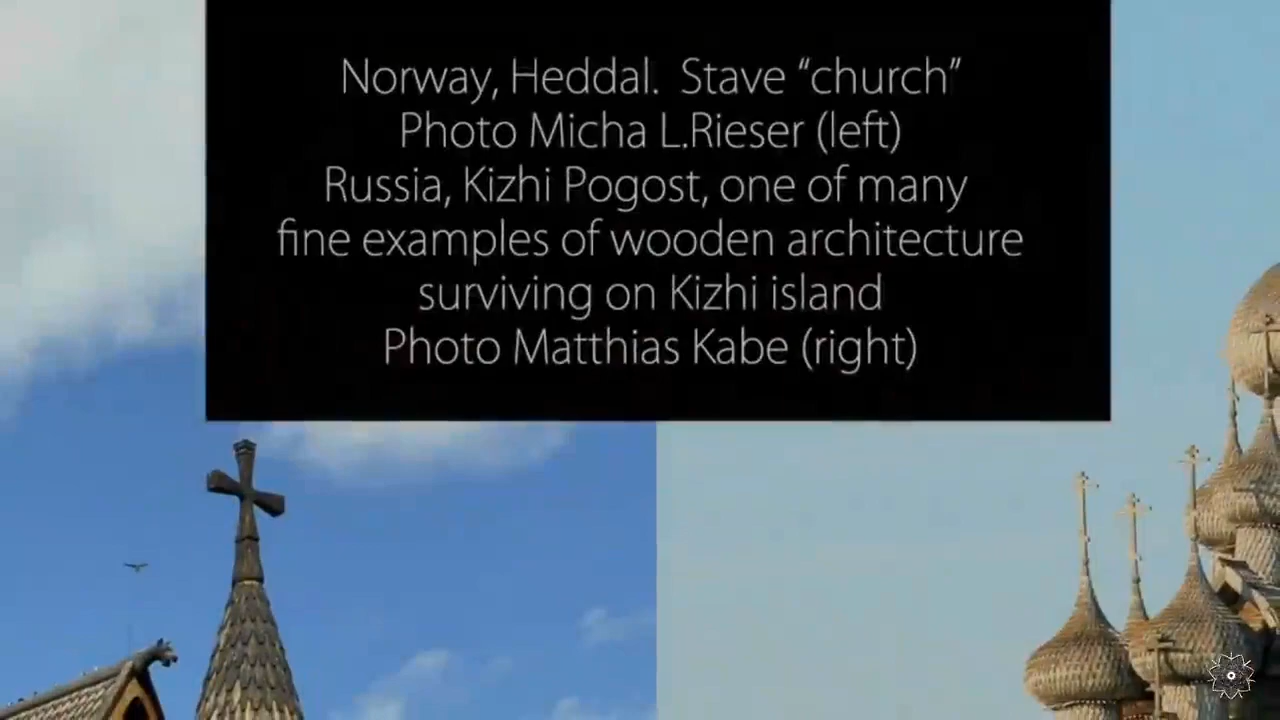 Norway, Heddal.  Stave “church”
Photo Micha L.Rieser (left)
Russia, Kizhi Pogost, one of many
fine examples of wooden architecture
surviving on Kizhi island
Photo Matthias Kabe (right)